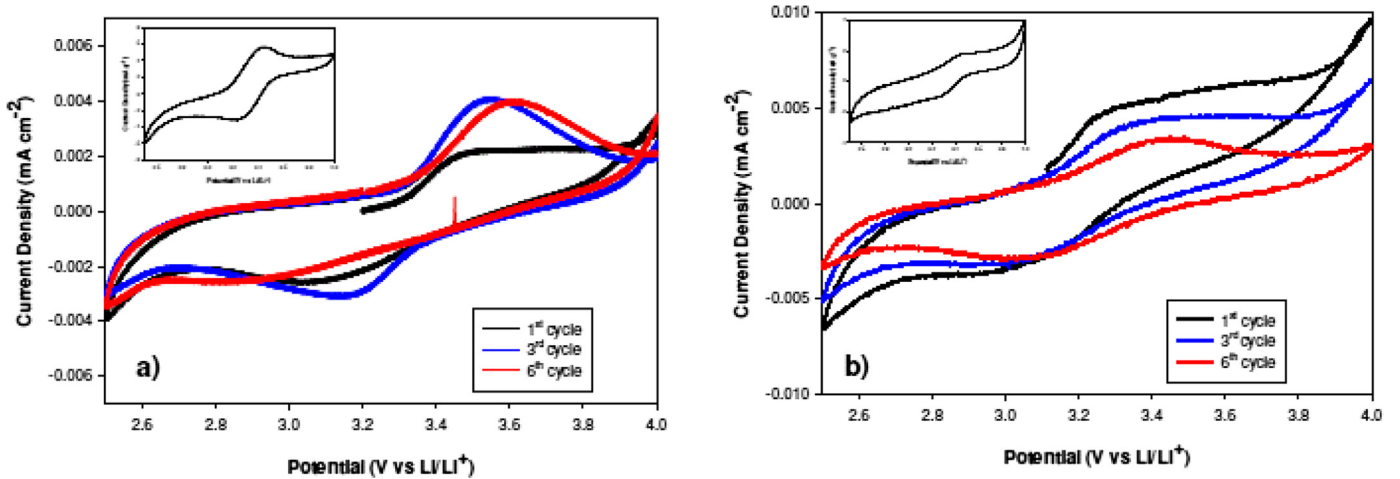 0.006
0.004
0.002
0.000
-0.002
-0.004
-0.006
Current Density (mA cm-2)
2.6 2.8 3.0 3.2 3.4 3.6 3.8 4.0
Potential (V vs Li/Li+)
Potential (V vs Li/Li+)
a)
1st cycle
3rd cycle
6th cycle
0.010
0.005
0.000
-0.005
-0.010
Current Density (mA cm-2)
2.6 2.8 3.0 3.2 3.4 3.6 3.8 4.0
Potential (V vs Li/Li+)
b)
1st cycle
3rd cycle
6th cycle